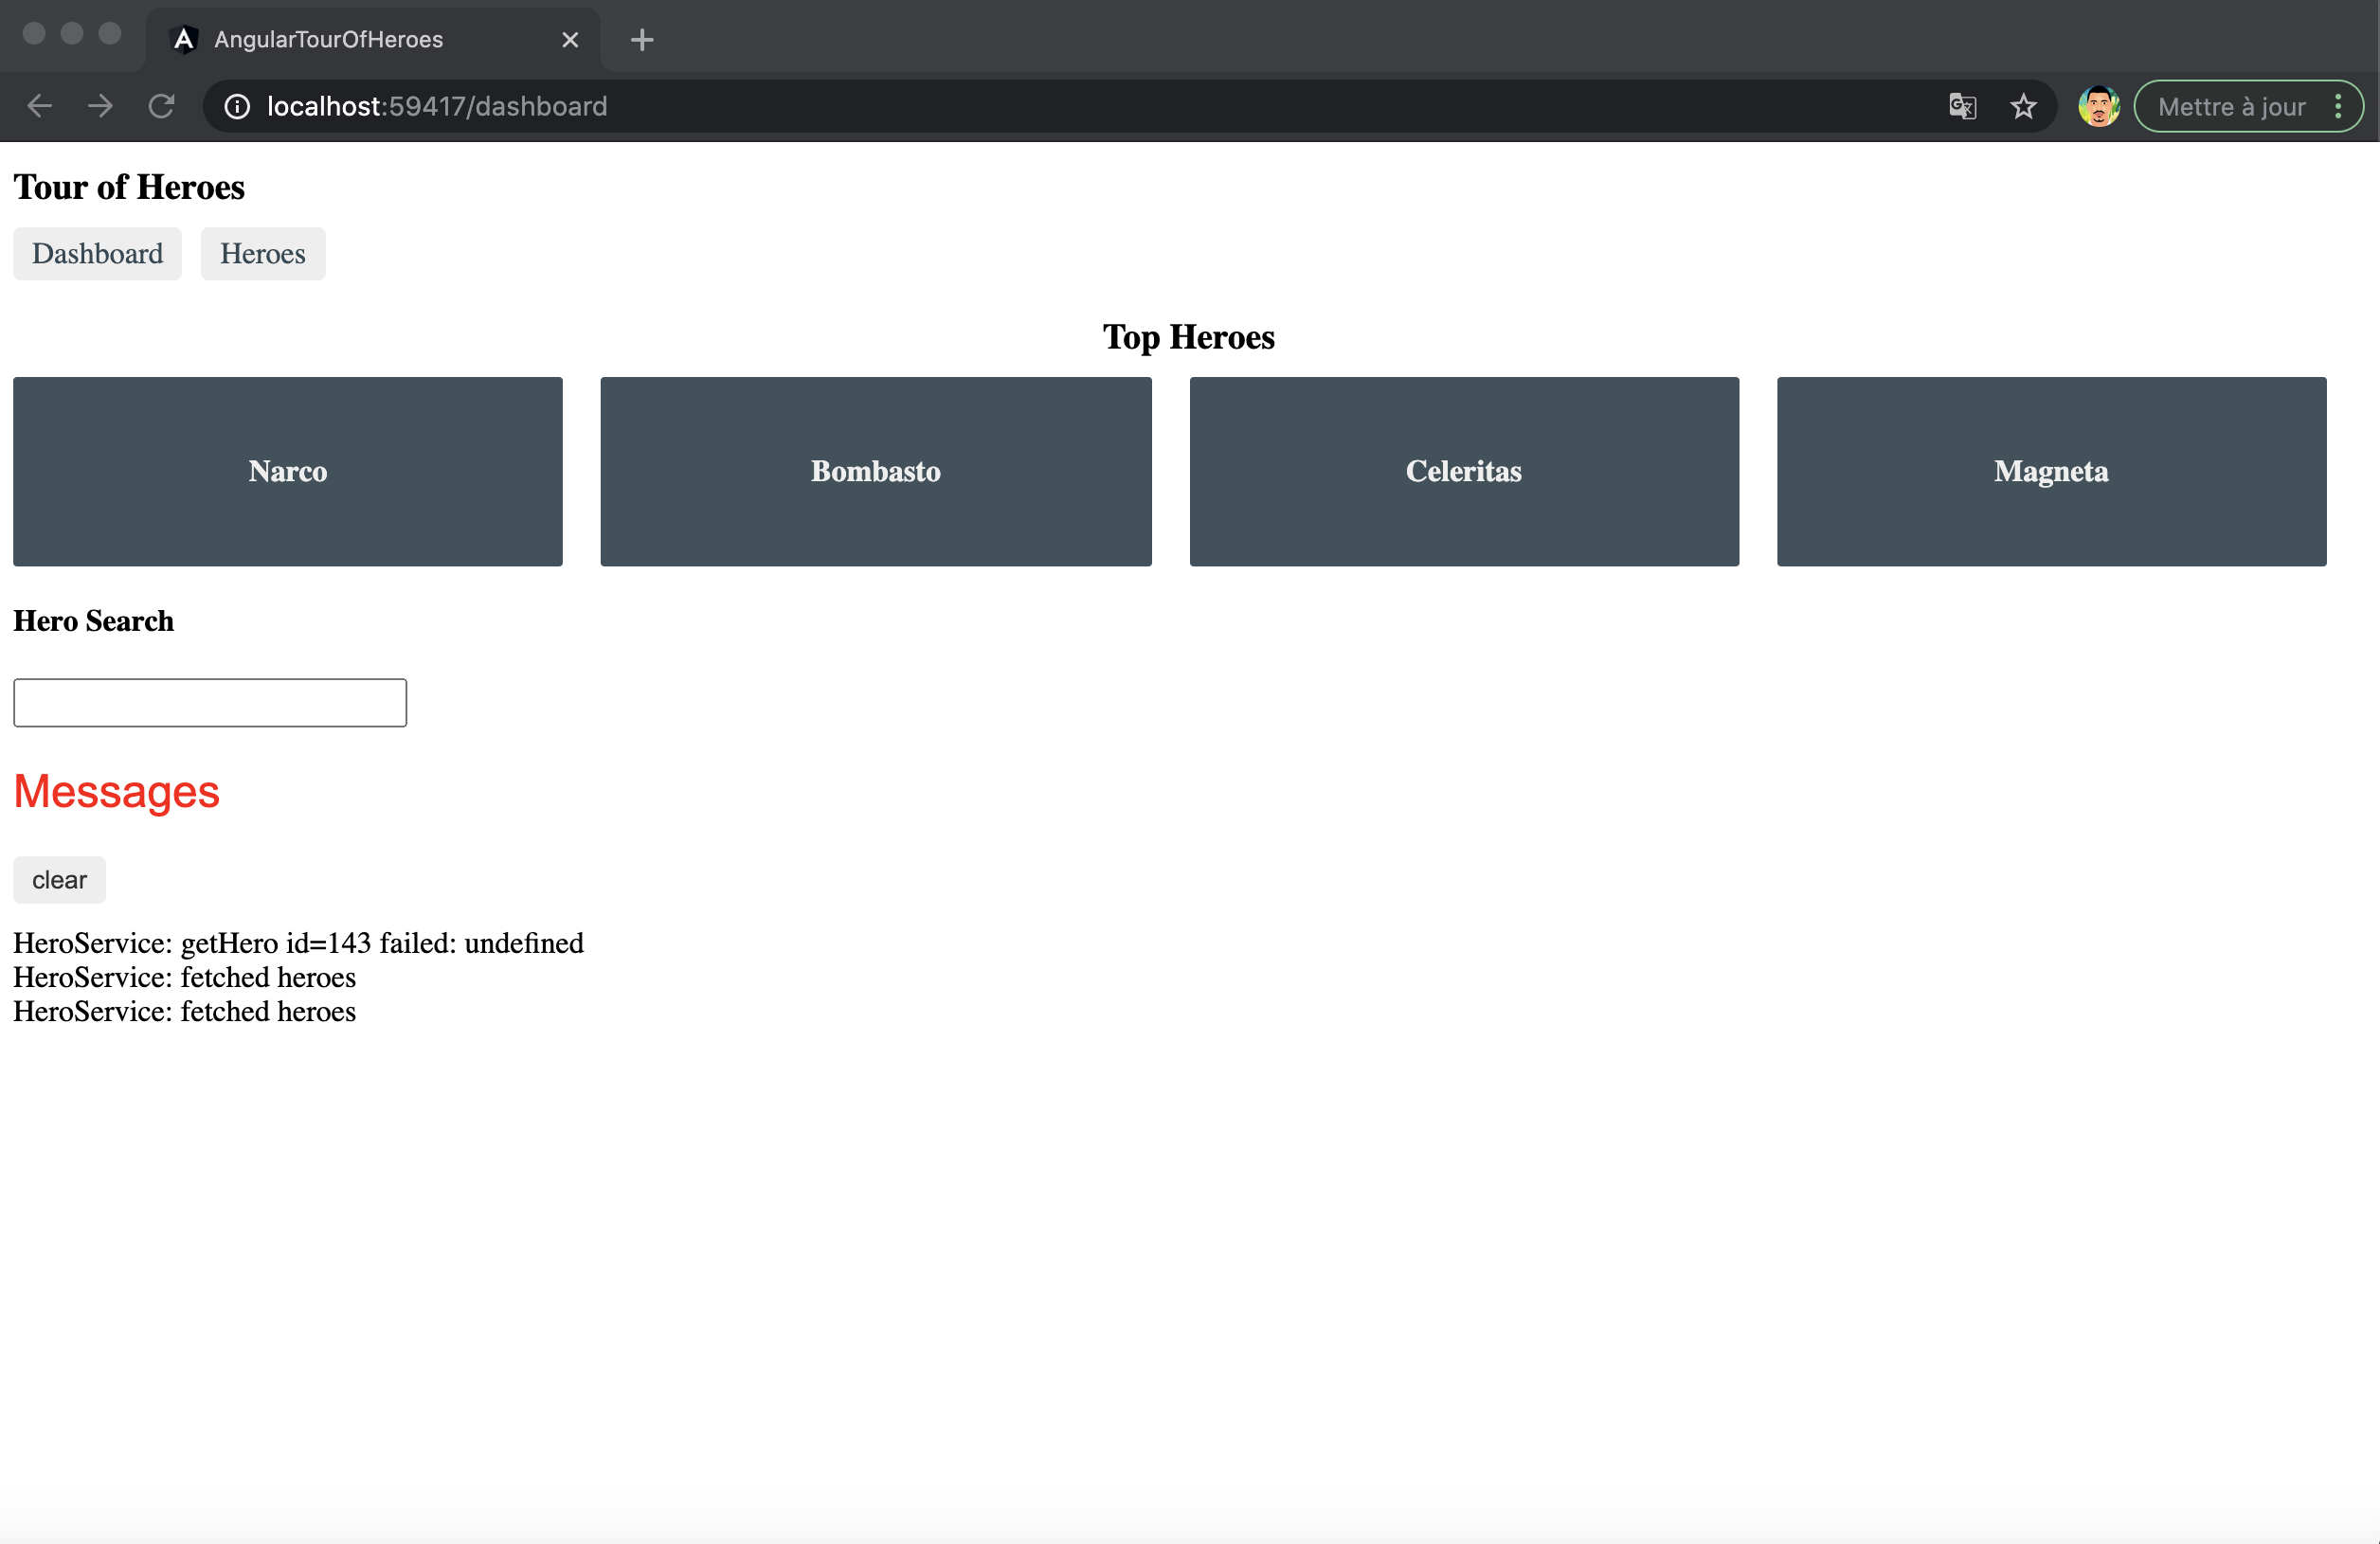 AngularTourOfHeroes
localhost:59417/dashboard
Mettre à jour
Tour of Heroes
Dashboard Heroes
Top Heroes
Narco Bombasto Celeritas Magneta
Hero Search
Messages
clear
HeroService: getHero id=143 failed: undefined
HeroService: fetched heroes
HeroService: fetched heroes